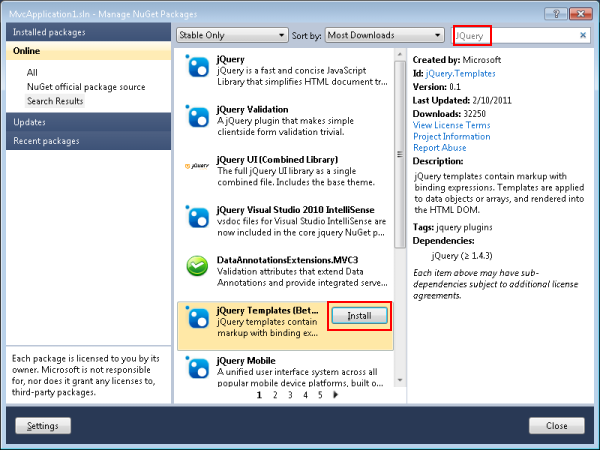 MvcApplication1.sln - Manage NuGet Packages
Installed packages
Online
All
NuGet official package source
Search Results
Updates
Recent packages
Each package is licensed to you by its
owner. Microsoft is not responsible
for, nor does it grant any licenses to,
third-party packages.
Stable Only
Sort by: Most Downloads
JQuery
jQuery
jQuery is a fast and concise JavaScript
Library that simplifies HTML document tr...
jQuery Validation
A jQuery plugin that makes simple
clientside form validation trivial.
jQuery
jQuery UI (Combined Library)
The full jQuery UI library as a single
combined file. Includes the base theme.
jQuery Visual Studio 2010 IntelliSense
vsdoc files for Visual Studio IntelliSense are
now included in the core jquery NuGet p...
DataAnnotationsExtensions.MVC3
Validation attributes that extend Data
Annotations and provide integrated serve...
jQuery Templates (Bet...
jQuery templates contain
markup with binding ex...
Install
jQuery Mobile
A unified user interface system across all
popular mobile device platforms, built o...
1 2 3 4 5
Created by: Microsoft
Id: jQuery.Templates
Version: 0.1
Last Updated: 2/10/2011
Downloads: 32250
View License Terms
Project Information
Report Abuse
Description:
jQuery templates contain markup with
binding expressions. Templates are applied
to data objects or arrays, and rendered into
the HTML DOM.
Tags: jquery plugins
Dependencies:
jQuery (≥ 1.4.3)
Each item above may have sub-
dependencies subject to additional license
agreements.
Settings
Close